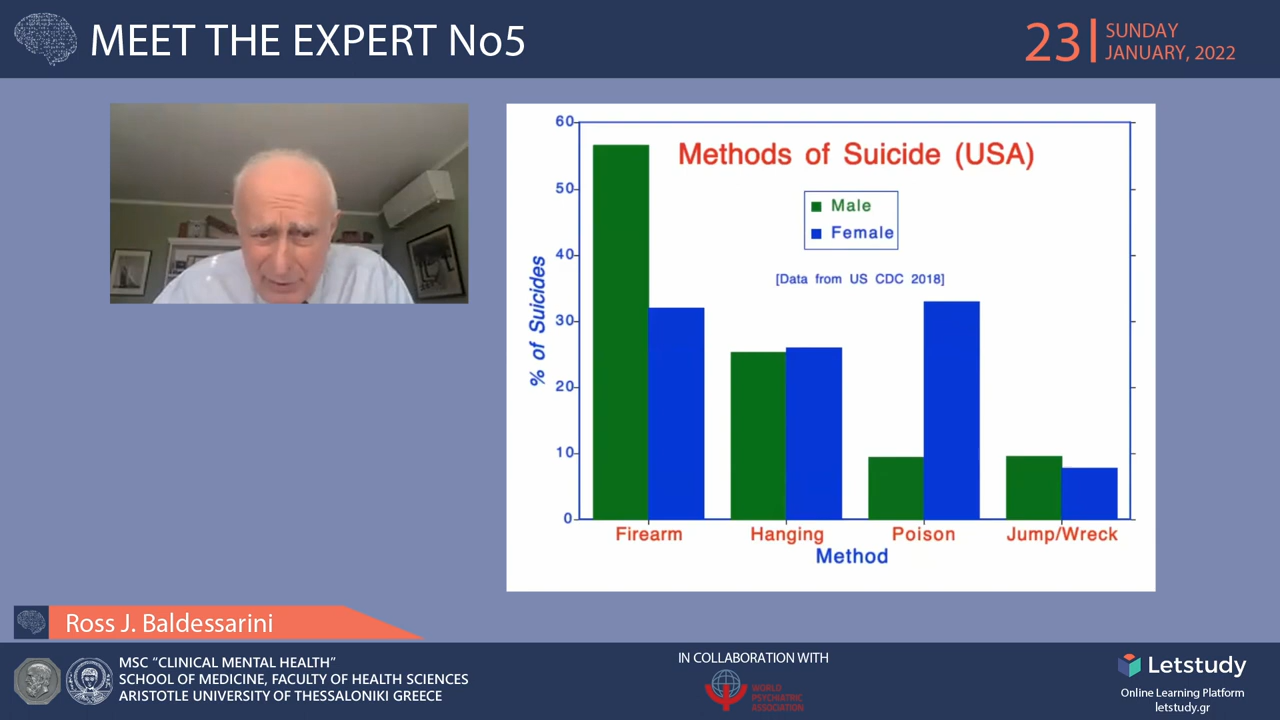 MEET THE EXPERT No5
23
SUNDAY
JANUARY, 2022
60
50
40
30
20
10
0
% of Suicides
Methods of Suicide (USA)
Male
Female
[Data from US CDC 2018]
Firearm
Hanging
Poison
Jump/Wreck
Method
Ross J. Baldessarini
MSC "CLINICAL MENTAL HEALTH"
SCHOOL OF MEDICINE, FACULTY OF HEALTH SCIENCES
ARISTOTLE UNIVERSITY OF THESSALONIKI GREECE
IN COLLABORATION WITH
WORLD
PSYCHIATRIC
ASSOCIATION
Letstudy
Online Learning Platform
letstudy.gr